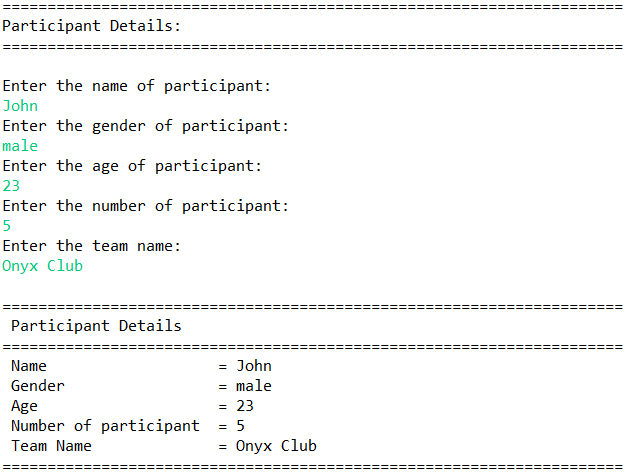 =====================================================================
Participant Details:
=====================================================================
Enter the name of participant:
John
Enter the gender of participant:
male
Enter the age of participant:
23
Enter the number of participant:
5
Enter the team name:
Onyx Club
=====================================================================
 Participant Details
=====================================================================
 Name                   = John
 Gender                 = male
 Age                    = 23
 Number of participant  = 5
 Team Name              = Onyx Club
=====================================================================